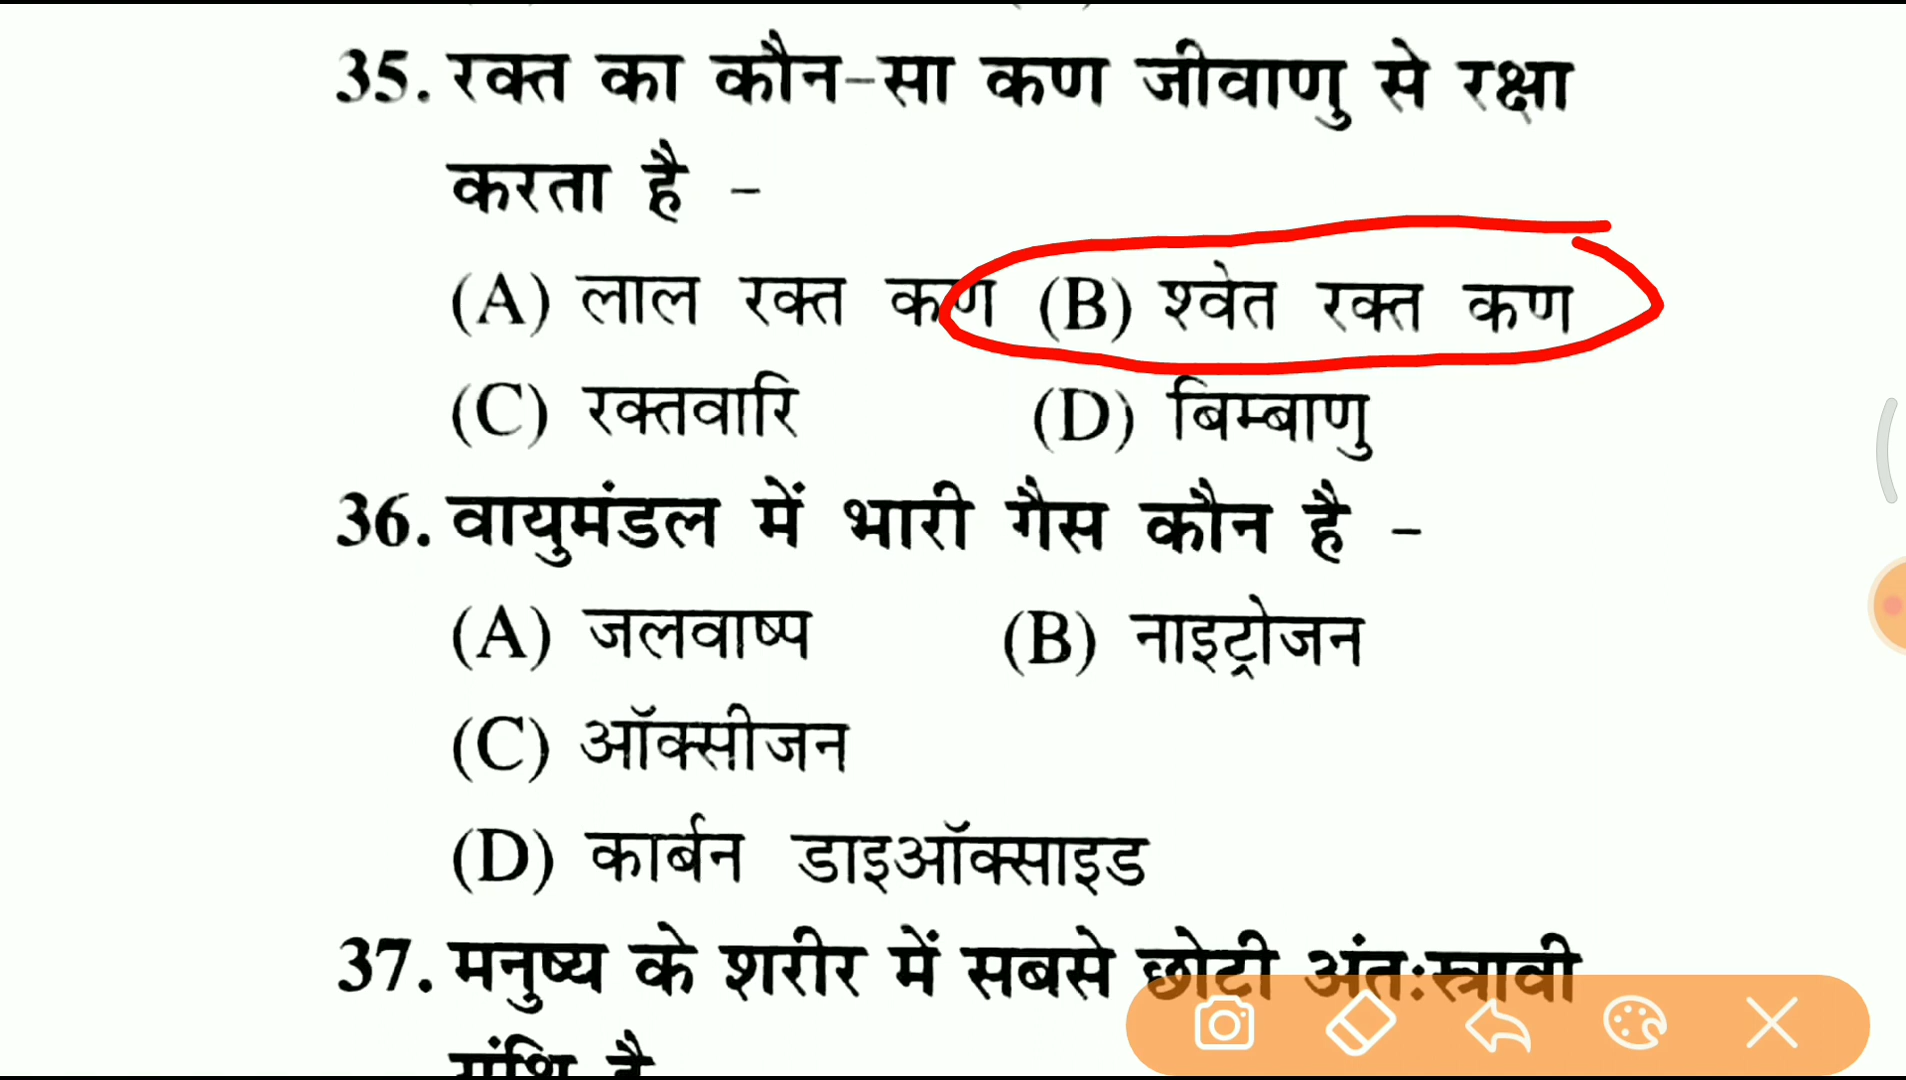 35. रक्त का कौन-सा कण जीवाणु से रक्षा
करता है -
(A) लाल रक्त कण (B) श्वेत रक्त कण
(C) रक्तवारि (D) बिम्बाणु
36. वायुमंडल में भारी गैस कौन है -
(A) जलवाष्प (B) नाइट्रोजन
(C) ऑक्सीजन
(D) कार्बन डाइऑक्साइड
37. मनुष्य के शरीर में सबसे छोटी अंतःस्त्रावी
ग्रंथि है